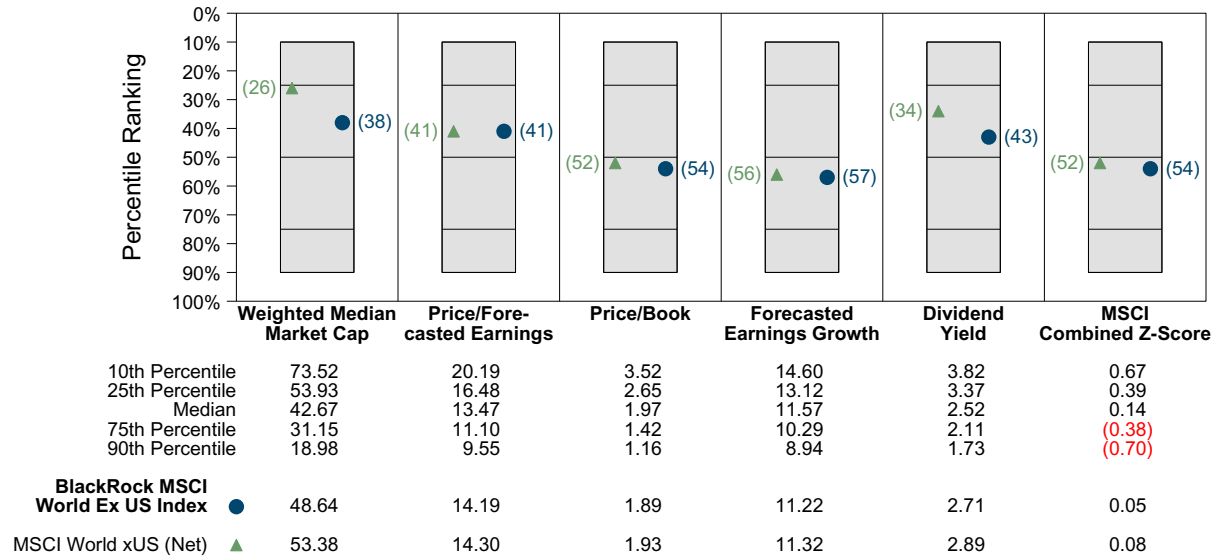 Percentile Ranking
0%
10%
20%
30%
40%
50%
60%
70%
80%
90%
100%
(26) (38) (41) (41) (52) (54) (56) (57) (34) (43) (52) (54)
Weighted Median Price/Fore- Price/Book Forecasted Dividend MSCI
Market Cap casted Earnings Earnings Growth Yield Combined Z-Score
10th Percentile 73.52 20.19 3.52 14.60 3.82 0.67
25th Percentile 53.93 16.48 2.65 13.12 3.37 0.39
Median 42.67 13.47 1.97 11.57 2.52 0.14
75th Percentile 31.15 11.10 1.42 10.29 2.11 (0.38)
90th Percentile 18.98 9.55 1.16 8.94 1.73 (0.70)
BlackRock MSCI
World Ex US Index 48.64 14.19 1.89 11.22 2.71 0.05
MSCI World xUS (Net) 53.38 14.30 1.93 11.32 2.89 0.08